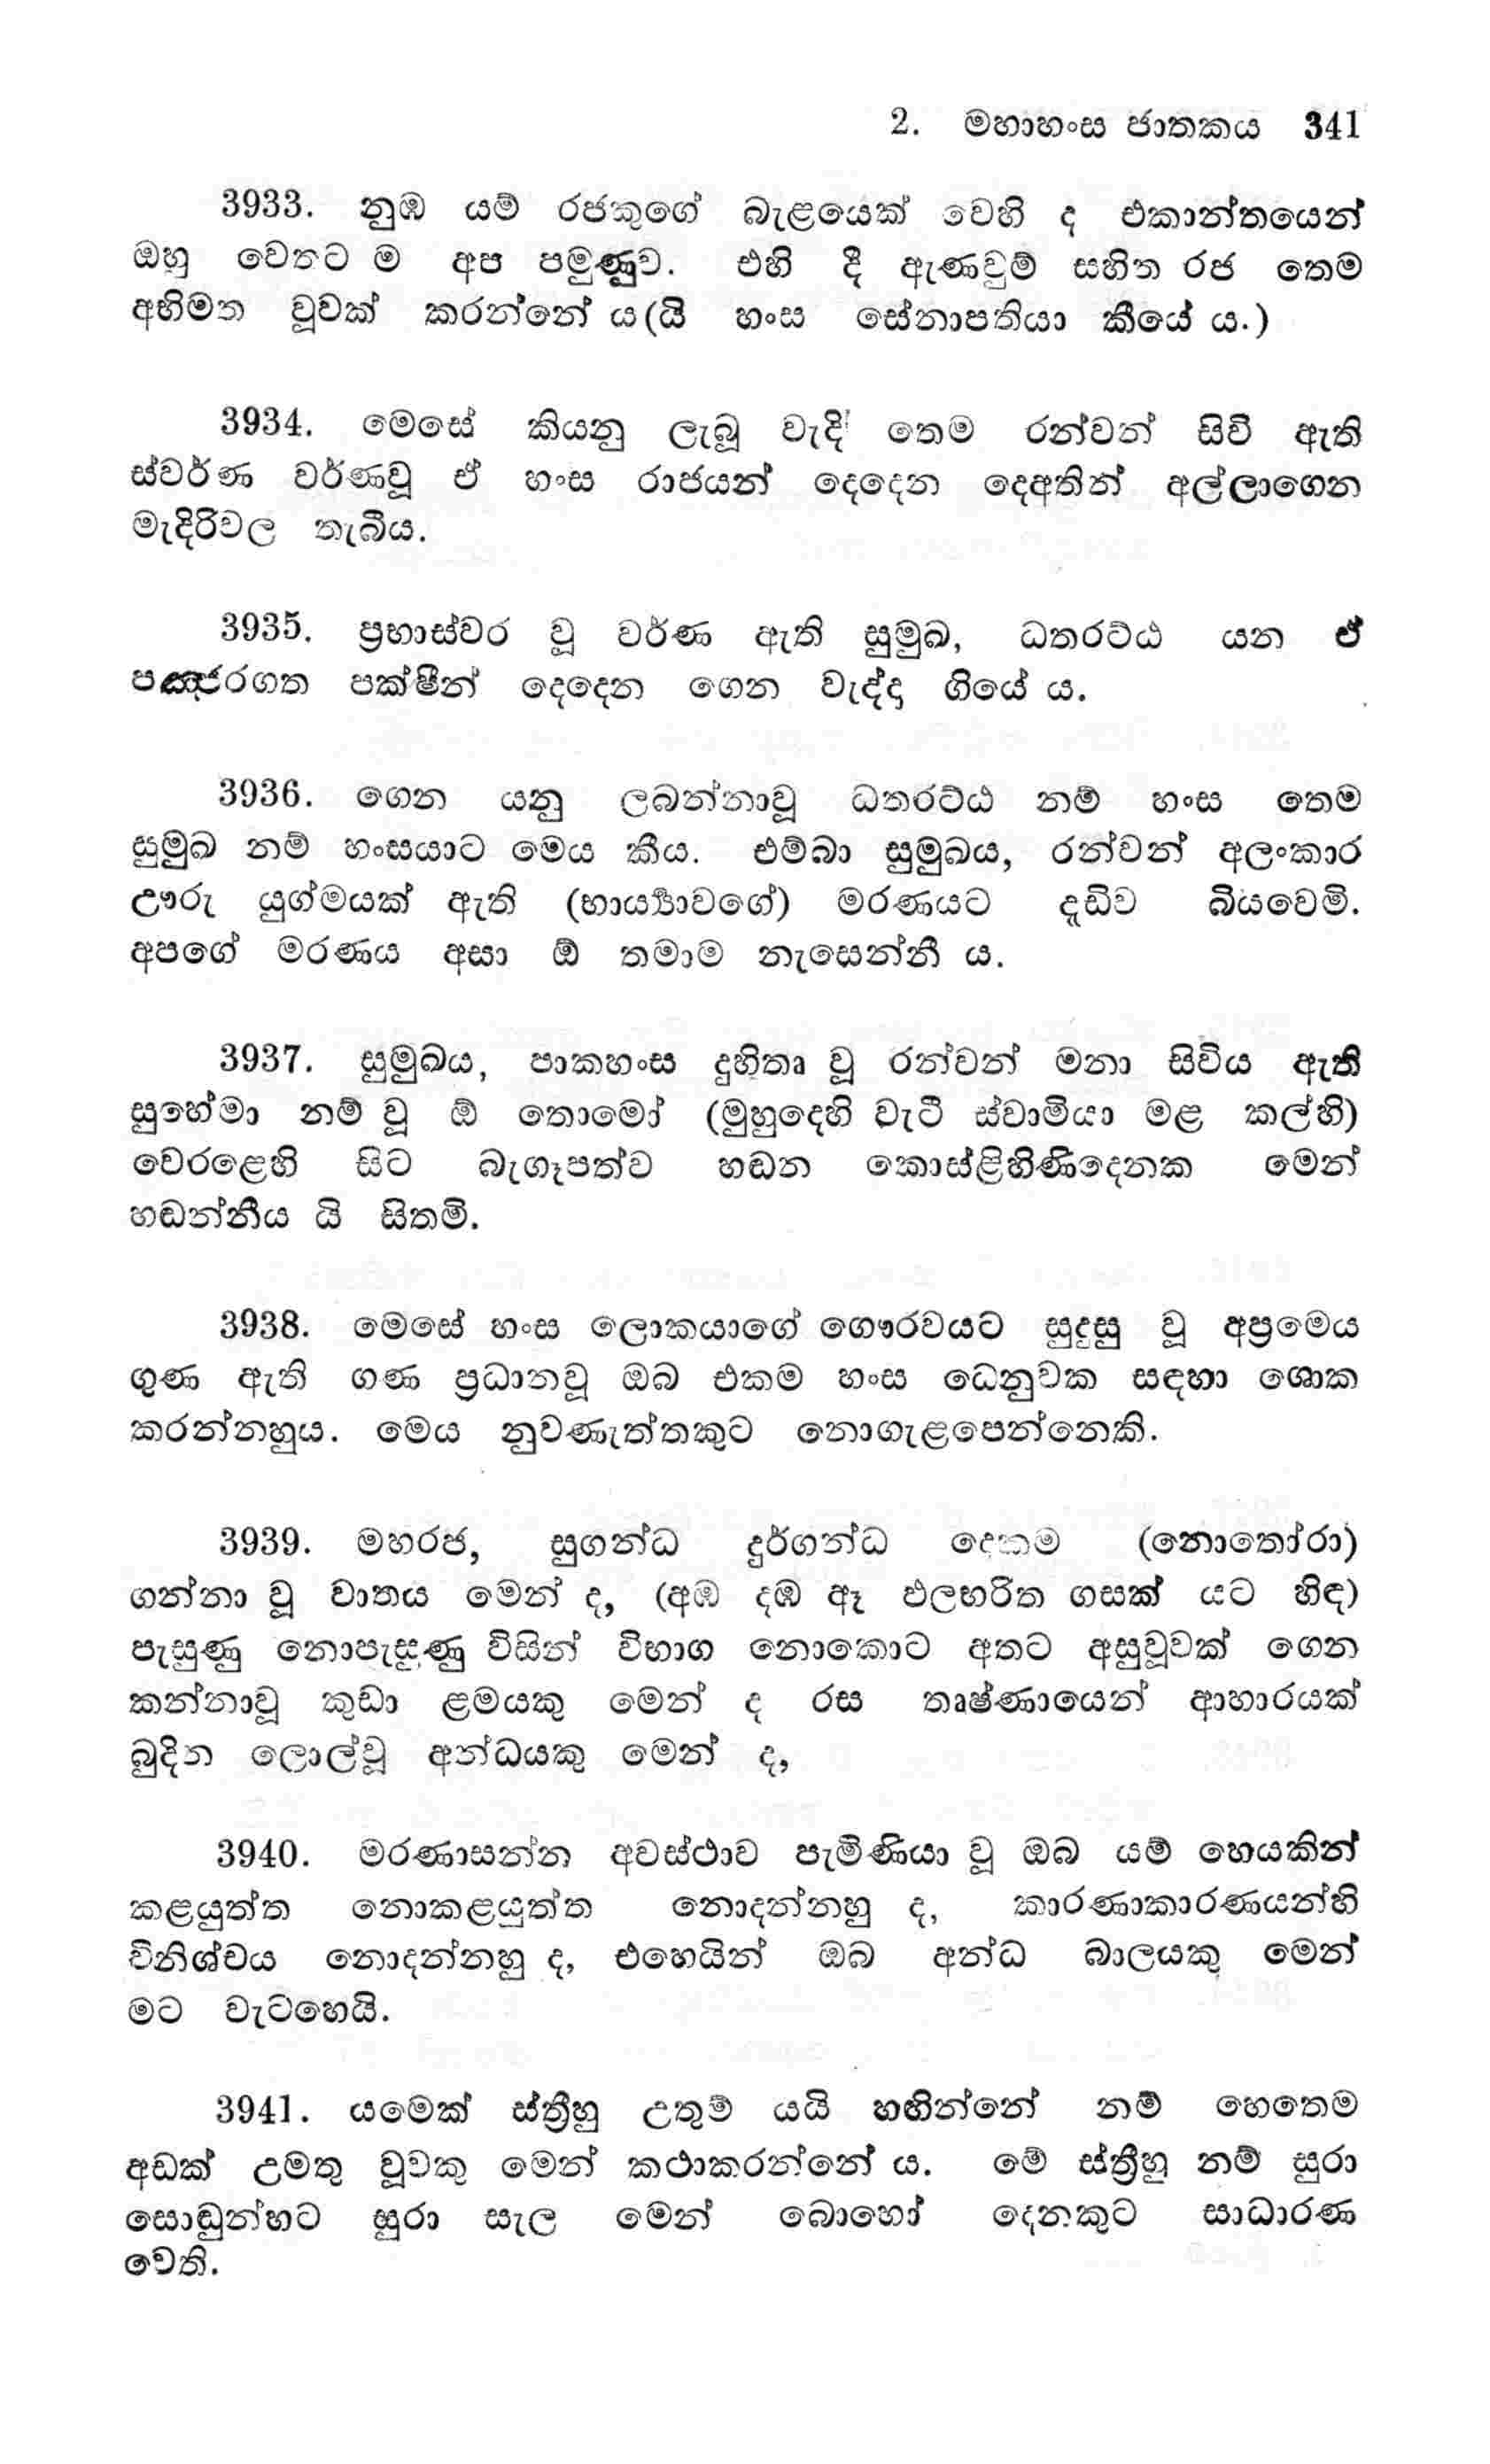 2. මහාහංස ජාතකය 341
3933. නුඹ යම් රජකුගේ බැළයෙක් වෙහි ද එකාන්තයෙන්
ඔහු වෙතට ම අප පමුණුව. එහි දී ඇණවුම් සහිත රජ තෙම
අභිමත වූවක් කරන්නේ ය(යි හංස සේනාපතියා කීයේ ය.)
3934. මෙසේ කියනු ලැබූ වැදි තෙම රන්වන් සිවි ඇති
ස්වර්ණ වර්ණවූ ඒ හංස රාජයන් දෙදෙන දෙඅතින් අල්ලාගෙන
මැදිරිවල තැබීය.
3935. ප්‍රභාස්වර වූ වර්ණ ඇති සුමුඛ, ධතරට්ඨ යන ඒ
පඤ්ජරගත පක්ෂීන් දෙදෙන ගෙන වැද්දා ගියේ ය.
3936. ගෙන යනු ලබන්නාවූ ධතරට්ඨ නම් හංස තෙම
සුමුඛ නම් හංසයාට මෙය කීය. එම්බා සුමුඛය, රන්වන් අලංකාර
ඌරු යුග්මයක් ඇති (භාර්‍ය්‍යාවගේ) මරණයට දැඩිව බියවෙමි.
අපගේ මරණය අසා ඕ තමාම නැසෙන්නී ය.
3937. සුමුඛය, පාකහංස දුහිතෘ වූ රන්වන් මනා සිවිය ඇති
සුහේමා නම් වූ ඕ තොමෝ (මුහුදෙහි වැටී ස්වාමියා මළ කල්හි)
වෙරළෙහි සිට බැගෑපත්ව හඬන කොස්ළිහිණිදෙනක මෙන්
හඬන්නීය යි සිතමි.
3938. මෙසේ හංස ලොකයාගේ ගෞරවයට සුදුසු වූ අප්‍රමෙය
ගුණ ඇති ගණ ප්‍රධානවූ ඔබ එකම හංස ධෙනුවක සඳහා ශොක
කරන්නහුය. මෙය නුවණැත්තකුට නොගැළපෙන්නෙකි.
3939. මහරජ, සුගන්ධ දුර්ගන්ධ දෙකම (නොතෝරා)
ගන්නා වූ වාතය මෙන් ද, (අඹ දඹ ඈ ඵලභරිත ගසක් යට හිඳ)
පැසුණු නොපැසුණු විසින් විභාග නොකොට අතට අසුවූවක් ගෙන
කන්නාවූ කුඩා ළමයකු මෙන් ද රස තෘෂ්ණායෙන් ආහාරයක්
බුදින ලොල්වූ අන්ධයකු මෙන් ද,
3940. මරණාසන්න අවස්ථාව පැමිණියා වූ ඔබ යම් හෙයකින්
කළයුත්ත නොකළයුත්ත නොදන්නහු ද, කාරණාකාරණයන්හි
විනිශ්චය නොදන්නහු ද, එහෙයින් ඔබ අන්ධ බාලයකු මෙන්
මට වැටහෙයි.
3941. යමෙක් ස්ත්‍රීහු උතුම් යයි හඟින්නේ නම් හෙතෙම
අඩක් උමතු වූවකු මෙන් කථාකරන්නේ ය. මේ ස්ත්‍රීහු නම් සුරා
සොඬුන්හට සුරා සැල මෙන් බොහෝ දෙනකුට සාධාරණ
වෙති.